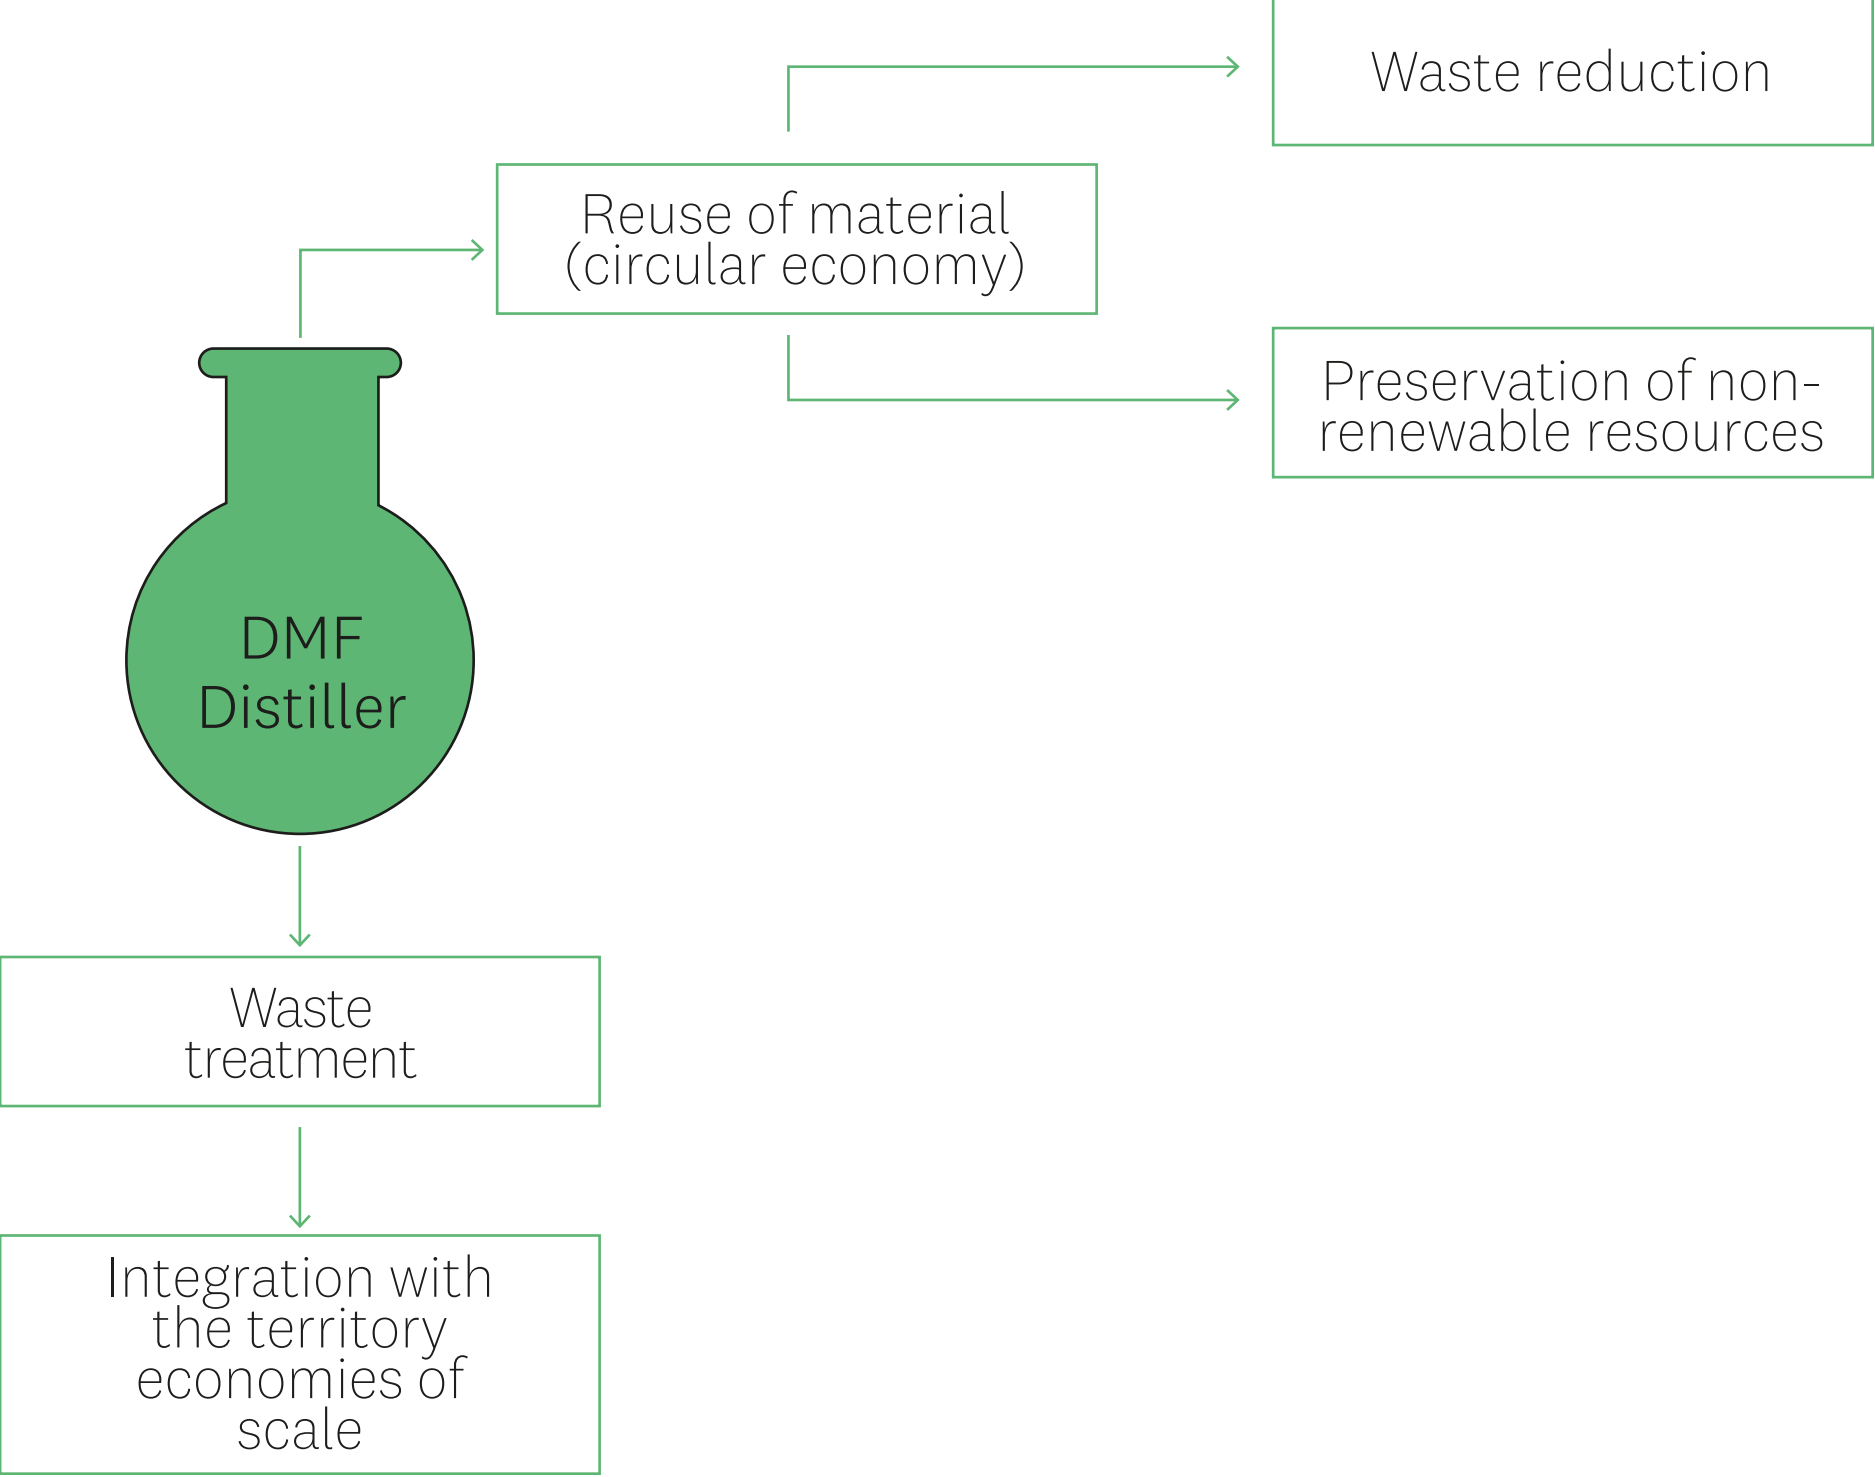 Waste reduction
Reuse of material
(circular economy)
Preservation of non-
renewable resources
DMF
Distiller
Waste
treatment
Integration with
the territory
economies of
scale